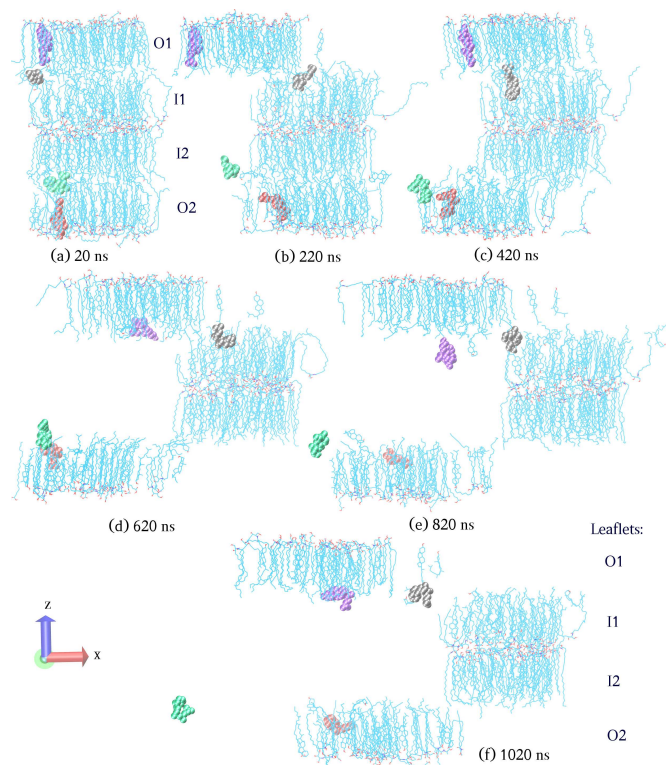 O1
I1
I2
O2
(a) 20 ns
(b) 220 ns
(c) 420 ns
(d) 620 ns
(e) 820 ns
Leaflets:
O1
I1
I2
O2
z
x
(f) 1020 ns